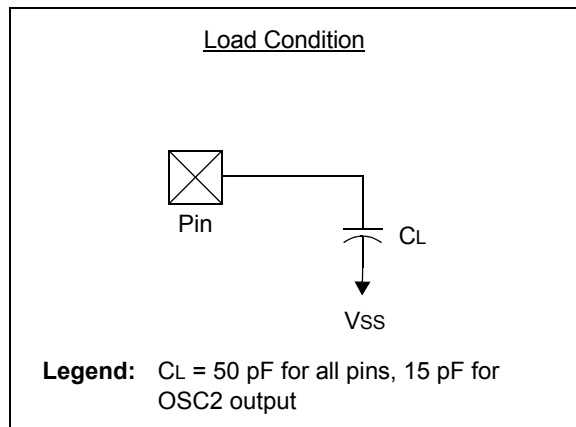 Load Condition
Pin
CL
VSS
Legend: CL = 50 pF for all pins, 15 pF for
OSC2 output